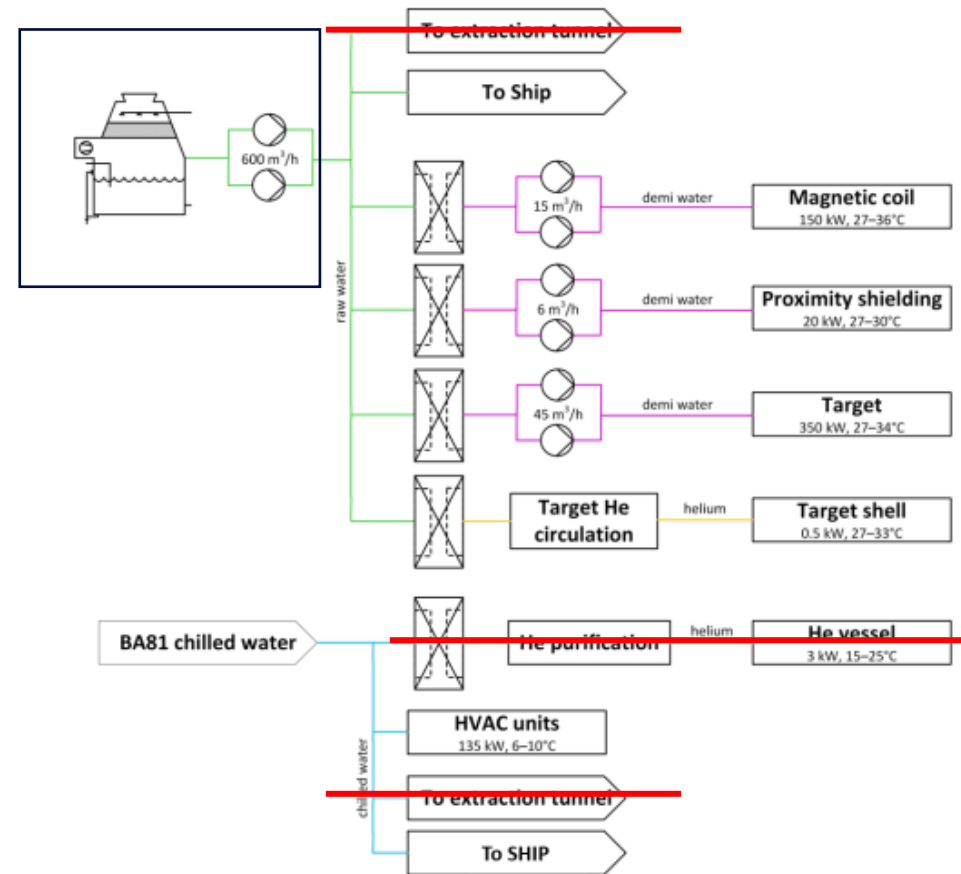 To extraction tunnel
To Ship
600 m³/h
raw water
15 m³/h
demi water
Magnetic coil
150 kW, 27–36°C
6 m³/h
demi water
Proximity shielding
20 kW, 27–30°C
45 m³/h
demi water
Target
350 kW, 27–34°C
Target He
circulation
helium
Target shell
0.5 kW, 27–33°C
BA81 chilled water
He purification
helium
He vessel
3 kW, 15–25°C
chilled water
HVAC units
135 kW, 6–10°C
To extraction tunnel
To SHIP